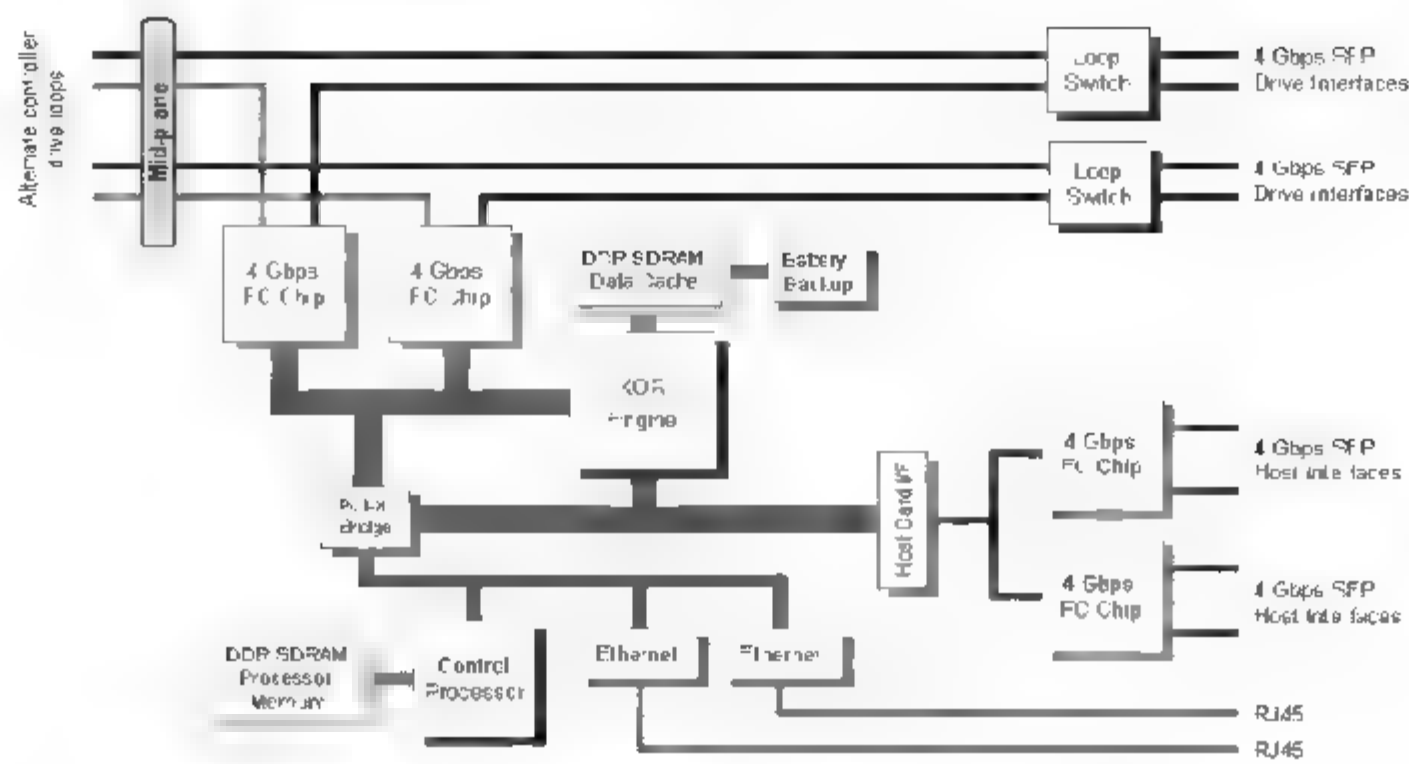 Alternate controller
drive loops
Mid-plane
Loop
Switch
4 Gbps SFP
Drive Interfaces
Loop
Switch
4 Gbps SFP
Drive Interfaces
4 Gbps
FC Chip
4 Gbps
FC Chip
DDR SDRAM
Data Cache
Battery
Backup
XOR
Engine
Bridge
Host Card I/F
4 Gbps
FC Chip
4 Gbps SFP
Host Interfaces
4 Gbps
FC Chip
4 Gbps SFP
Host Interfaces
DDR SDRAM
Processor
Memory
Control
Processor
Ethernet
Ethernet
RJ45
RJ45